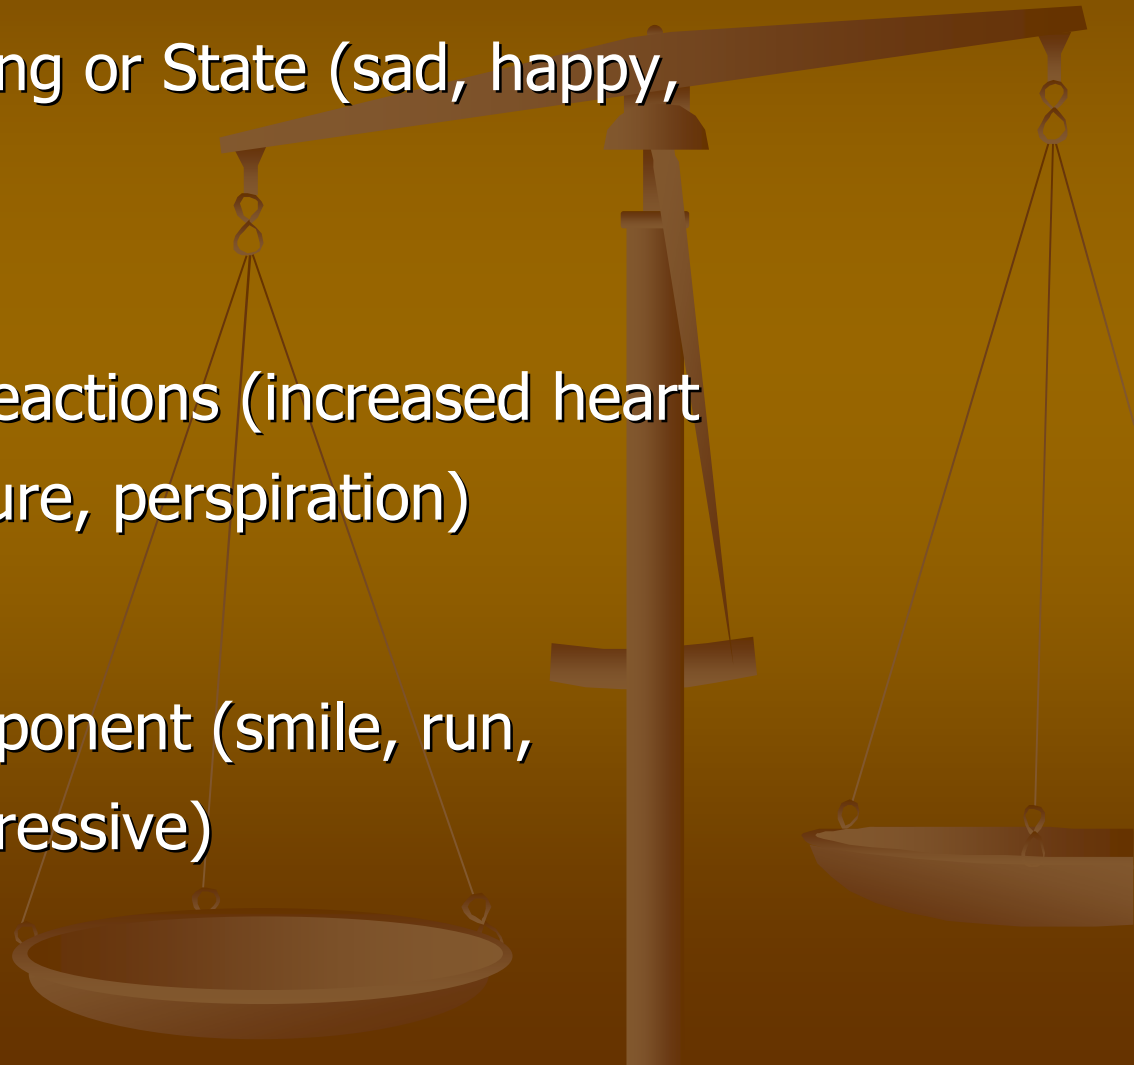 ng or State (sad, happy,
eactions (increased heart
ure, perspiration)
ponent (smile, run,
ressive)